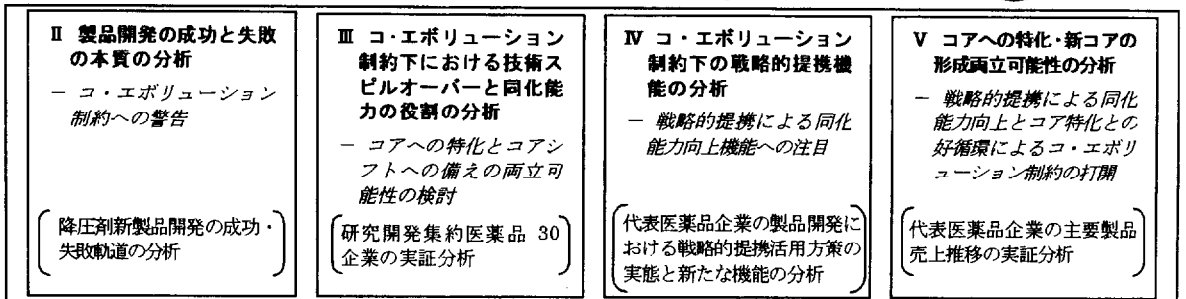 Ⅱ 製品開発の成功と失敗
の本質の分析
― コ・エボリューション
制約への警告
降圧剤新製品開発の成功・
失敗軌道の分析
Ⅲ コ・エボリューション
制約下における技術ス
ピルオーバーと同化能
力の役割の分析
― コアへの特化とコアシ
フトへの備えの両立可
能性の検討
研究開発集約医薬品 30
企業の実証分析
Ⅳ コ・エボリューション
制約下の戦略的提携機
能の分析
― 戦略的提携による同化
能力向上機能への注目
代表医薬品企業の製品開発に
おける戦略的提携活用方策の
実態と新たな機能の分析
Ⅴ コアへの特化・新コアの
形成両立可能性の分析
― 戦略的提携による同化
能力向上とコア特化との
好循環によるコ・エボリ
ューション制約の打開
代表医薬品企業の主要製品
売上推移の実証分析